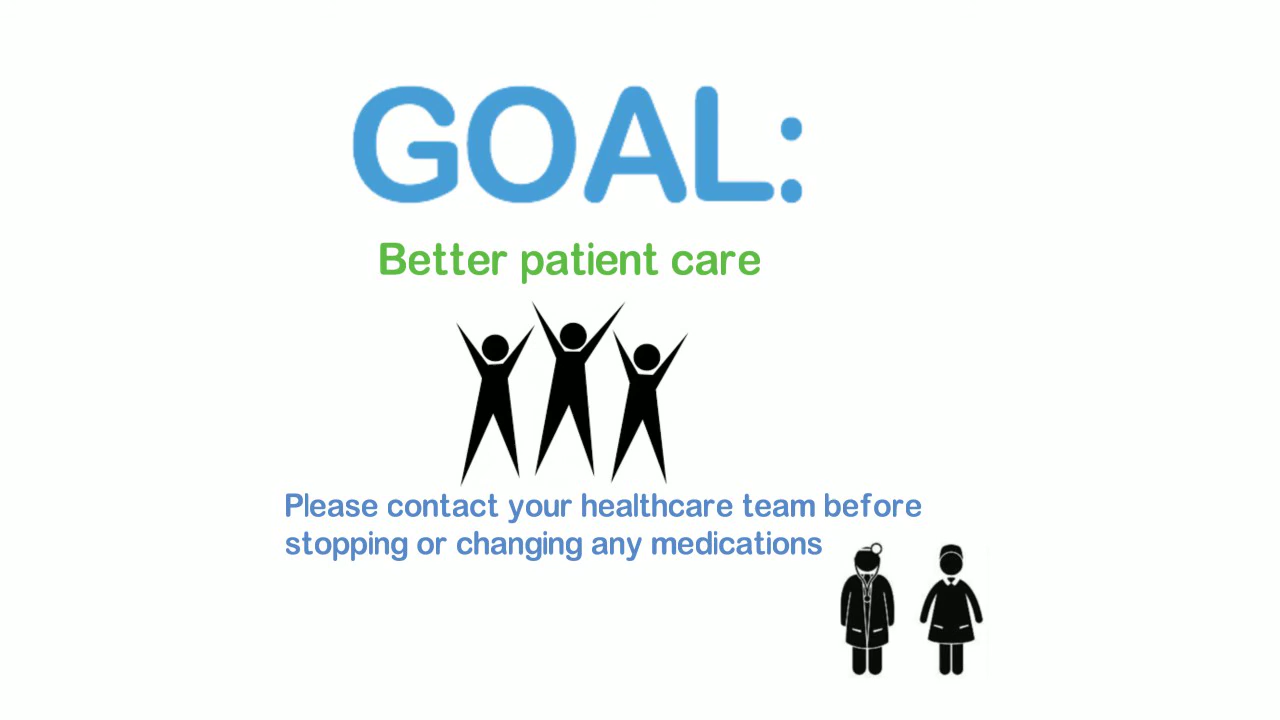 GOAL:
Better patient care
Please contact your healthcare team before
stopping or changing any medications